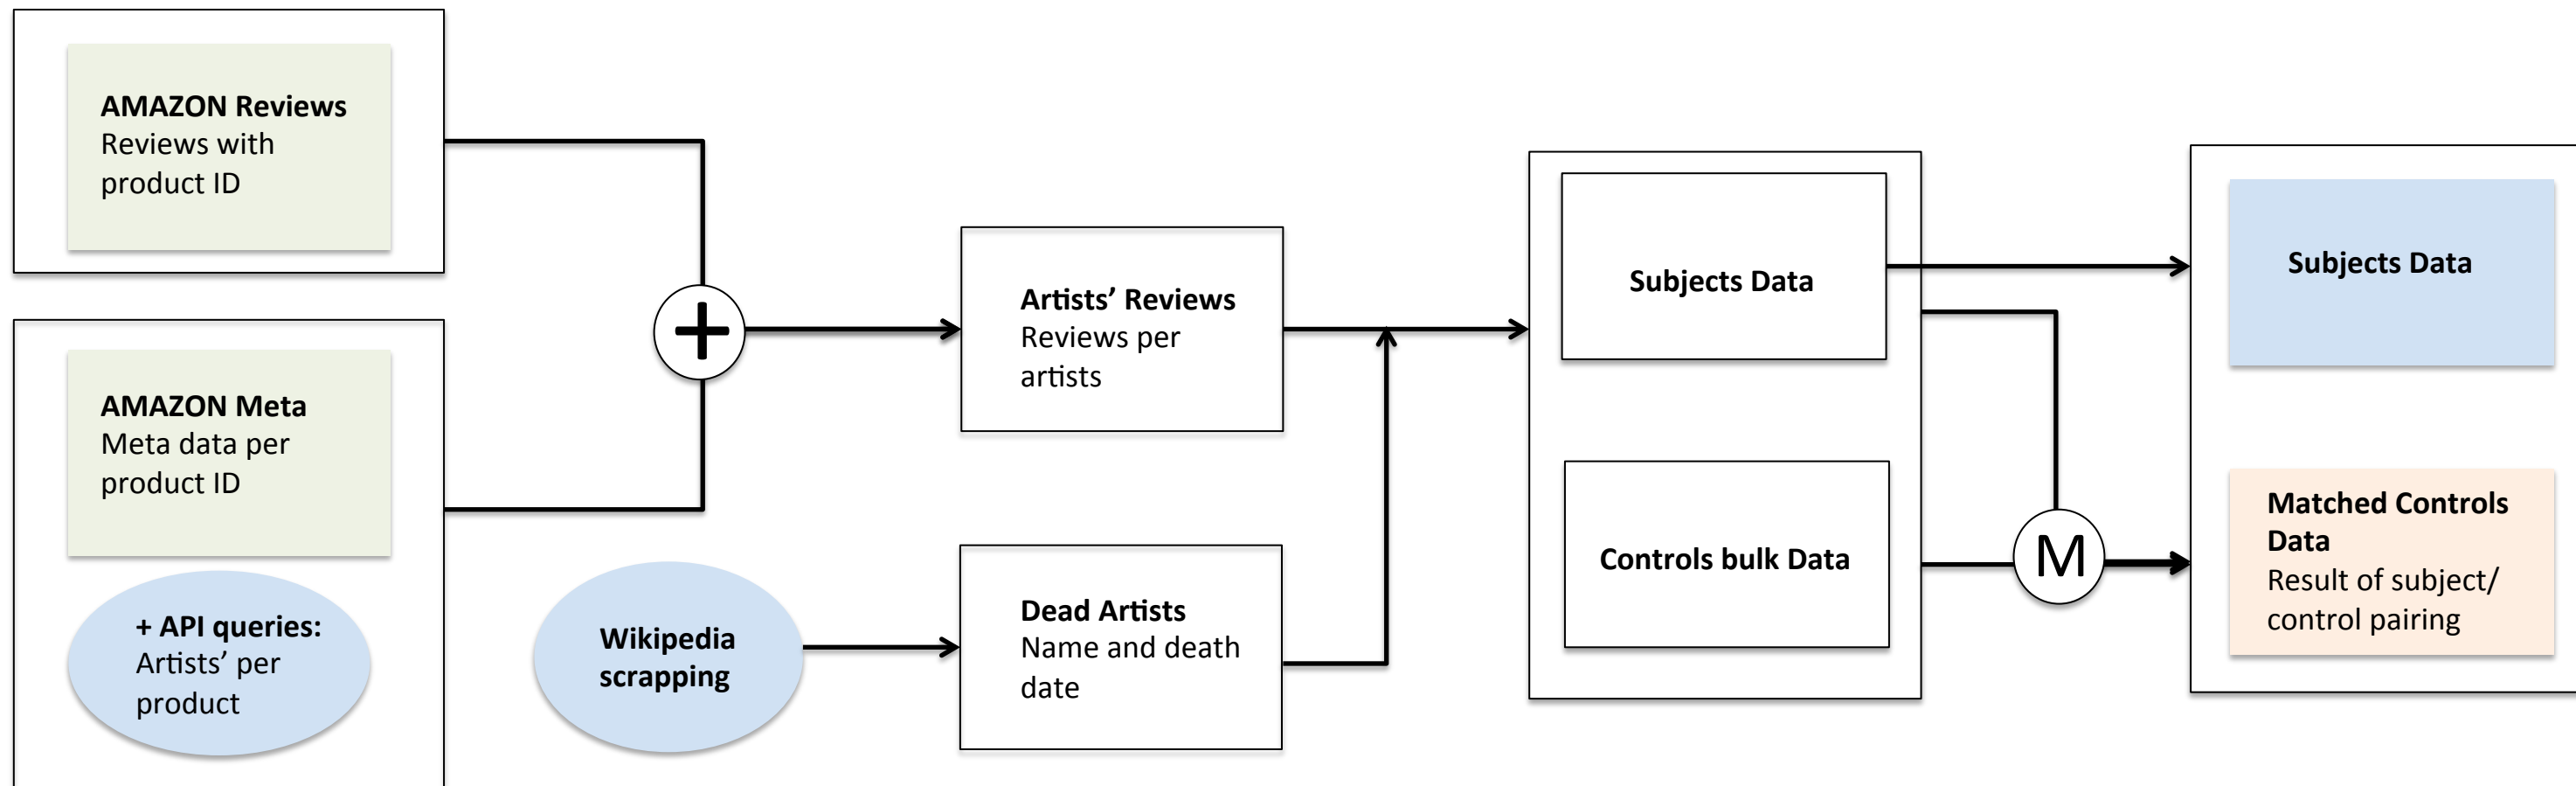 AMAZON Reviews
Reviews with
product ID
AMAZON Meta
Meta data per
product ID
+ API queries:
Artists’ per
product
+
Wikipedia
scrapping
Artists’ Reviews
Reviews per
artists
Dead Artists
Name and death
date
Subjects Data
Controls bulk Data
M
Subjects Data
Matched Controls
Data
Result of subject/
control pairing